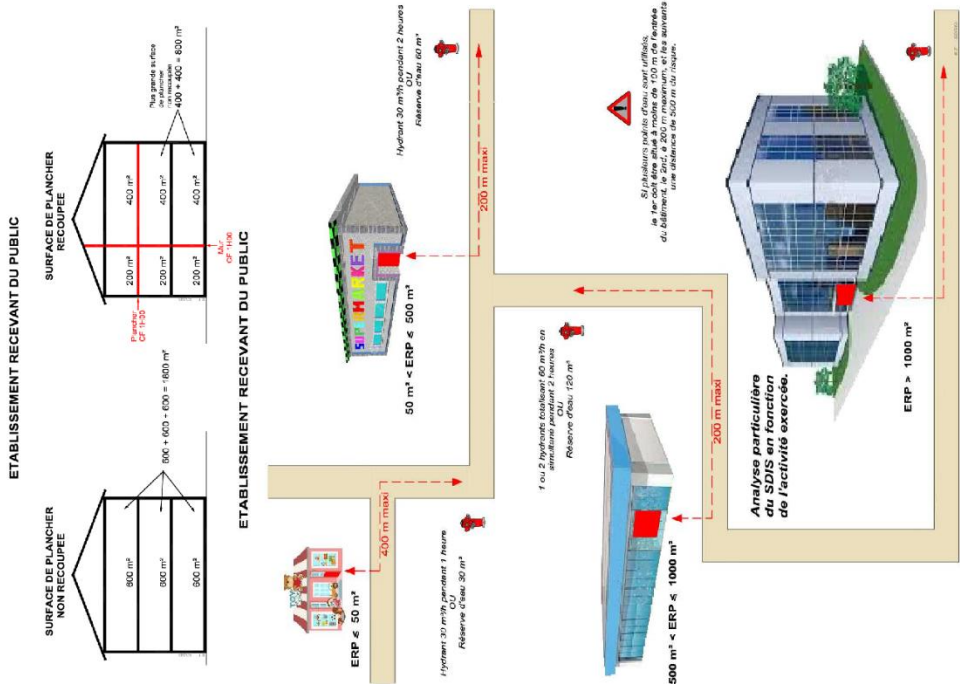 ETABLISSEMENT RECEVANT DU PUBLIC
SURFACE DE PLANCHER
NON RECOUPEE
600 m²
600 m²
600 m²
600 + 600 + 600 = 1800 m²
SURFACE DE PLANCHER
RECOUPEE
200 m²
400 m²
200 m²
400 m²
200 m²
400 m²
Plancher
CF 1H00
Mur
CF 1H00
Plus grande surface
de plancher
non recoupée
400 + 400 = 800 m²
ETABLISSEMENT RECEVANT DU PUBLIC
TOY
ERP ≤ 50 m²
400 m maxi
Hydrant 30 m³/h pendant 1 heure
OU
Réserve d'eau 30 m³
SUPERMARKET
50 m² < ERP ≤ 500 m²
200 m maxi
Hydrant 30 m³/h pendant 2 heures
OU
Réserve d'eau 60 m³
500 m² < ERP ≤ 1000 m²
200 m maxi
1 ou 2 hydrants totalisant 60 m³/h en
simultané pendant 2 heures
OU
Réserve d'eau 120 m³
Analyse particulière
du SDIS en fonction
de l'activité exercée.
ERP > 1000 m²
Si plusieurs points d'eau sont utilisés,
le 1er doit être situé à moins de 100 m de l'entrée
du bâtiment, le 2nd, à 200 m maximum, et les suivants
une distance de 500 m du risque.